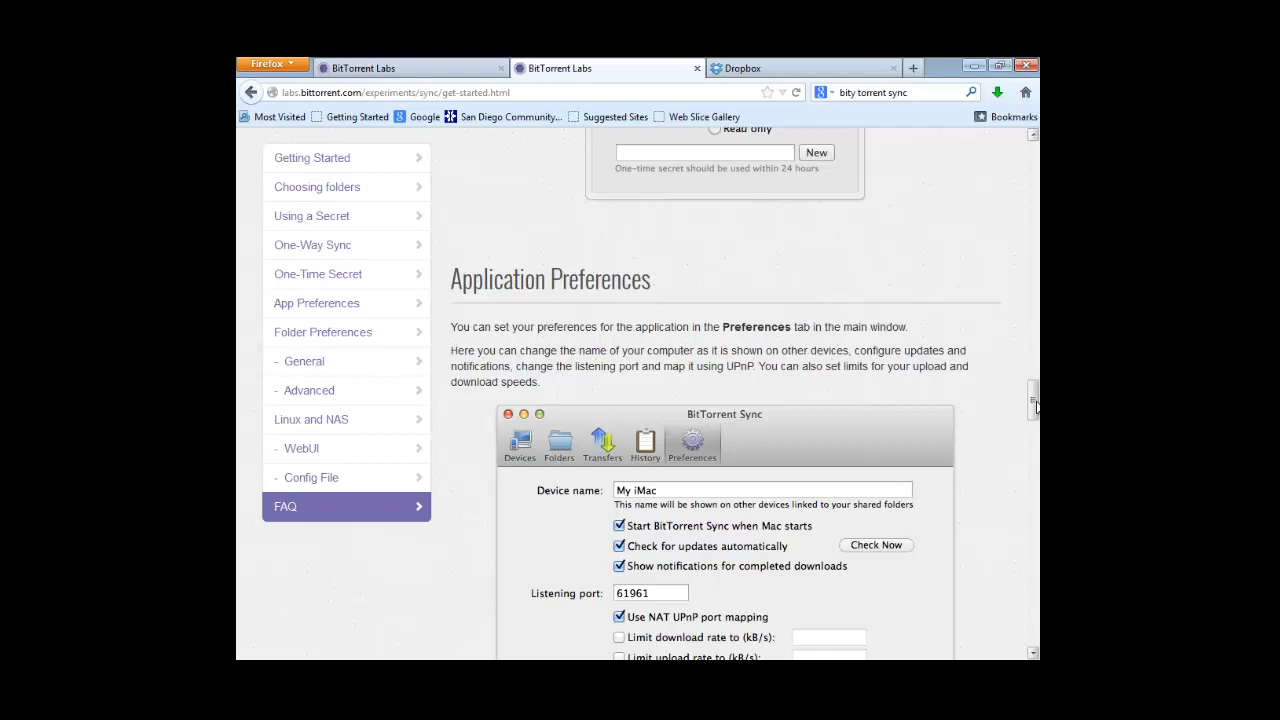 Firefox
BitTorrent Labs
BitTorrent Labs
Dropbox
labs.bittorrent.com/experiments/sync/get-started.html
bity torrent sync
Most Visited
Getting Started
Google
San Diego Community...
Suggested Sites
Web Slice Gallery
Bookmarks
Read only
New
One-time secret should be used within 24 hours
Getting Started
Choosing folders
Using a Secret
One-Way Sync
One-Time Secret
App Preferences
Folder Preferences
- General
- Advanced
Linux and NAS
- WebUI
- Config File
FAQ
Application Preferences
You can set your preferences for the application in the Preferences tab in the main window.
Here you can change the name of your computer as it is shown on other devices, configure updates and
notifications, change the listening port and map it using UPnP. You can also set limits for your upload and
download speeds.
BitTorrent Sync
Devices Folders Transfers History Preferences
Device name: My iMac
This name will be shown on other devices linked to your shared folders
Start BitTorrent Sync when Mac starts
Check for updates automatically Check Now
Show notifications for completed downloads
Listening port: 61961
Use NAT UPnP port mapping
Limit download rate to (kB/s):
Limit upload rate to (kB/s):